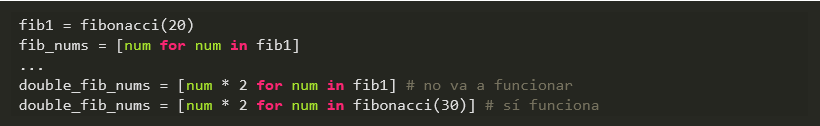 fib1 = fibonacci(20)
fib_nums = [num for num in fib1]
...
double_fib_nums = [num * 2 for num in fib1] # no va a funcionar
double_fib_nums = [num * 2 for num in fibonacci(30)] # sí funciona